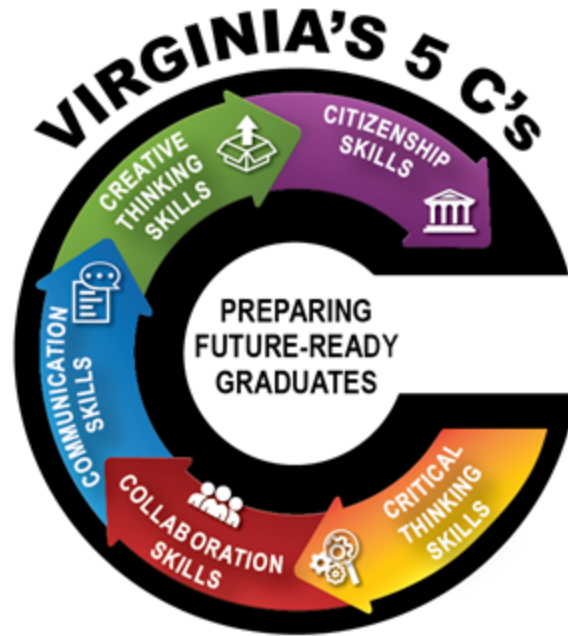 VIRGINIA'S 5 C's
CREATIVE
THINKING
SKILLS
CITIZENSHIP
SKILLS
PREPARING
FUTURE-READY
GRADUATES
COMMUNICATION
SKILLS
COLLABORATION
SKILLS
CRITICAL
THINKING
SKILLS